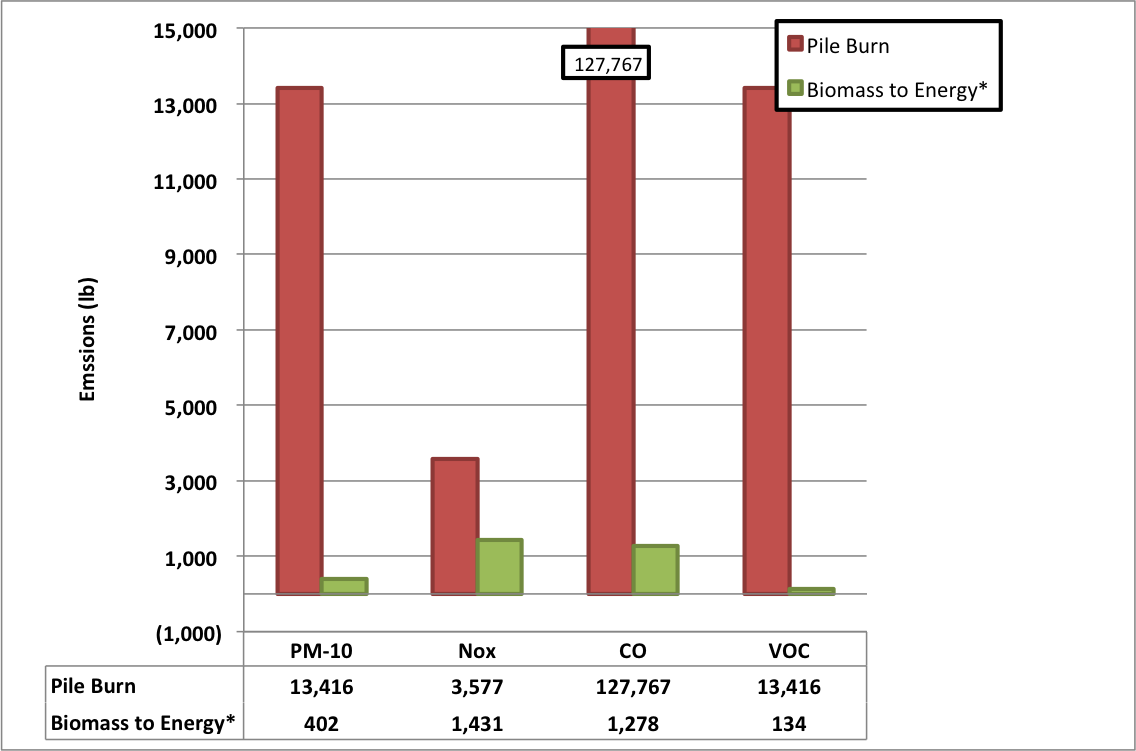 15,000
127,767
Pile Burn
Biomass to Energy*
13,000
11,000
9,000
7,000
5,000
3,000
1,000
(1,000)
Emssions (lb)
PM-10 Nox CO VOC
Pile Burn 13,416 3,577 127,767 13,416
Biomass to Energy* 402 1,431 1,278 134